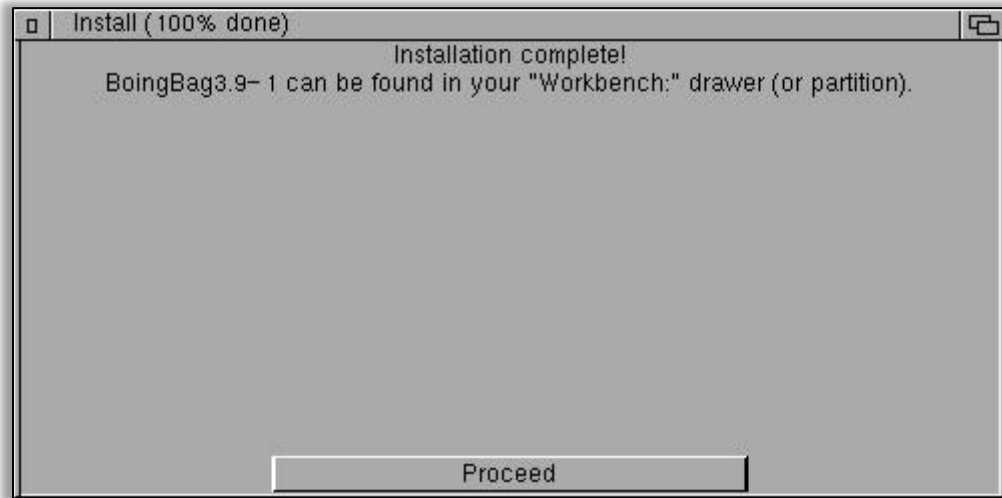 Install (100% done)
Installation complete!
BoingBag3.9-1 can be found in your "Workbench:" drawer (or partition).
Proceed